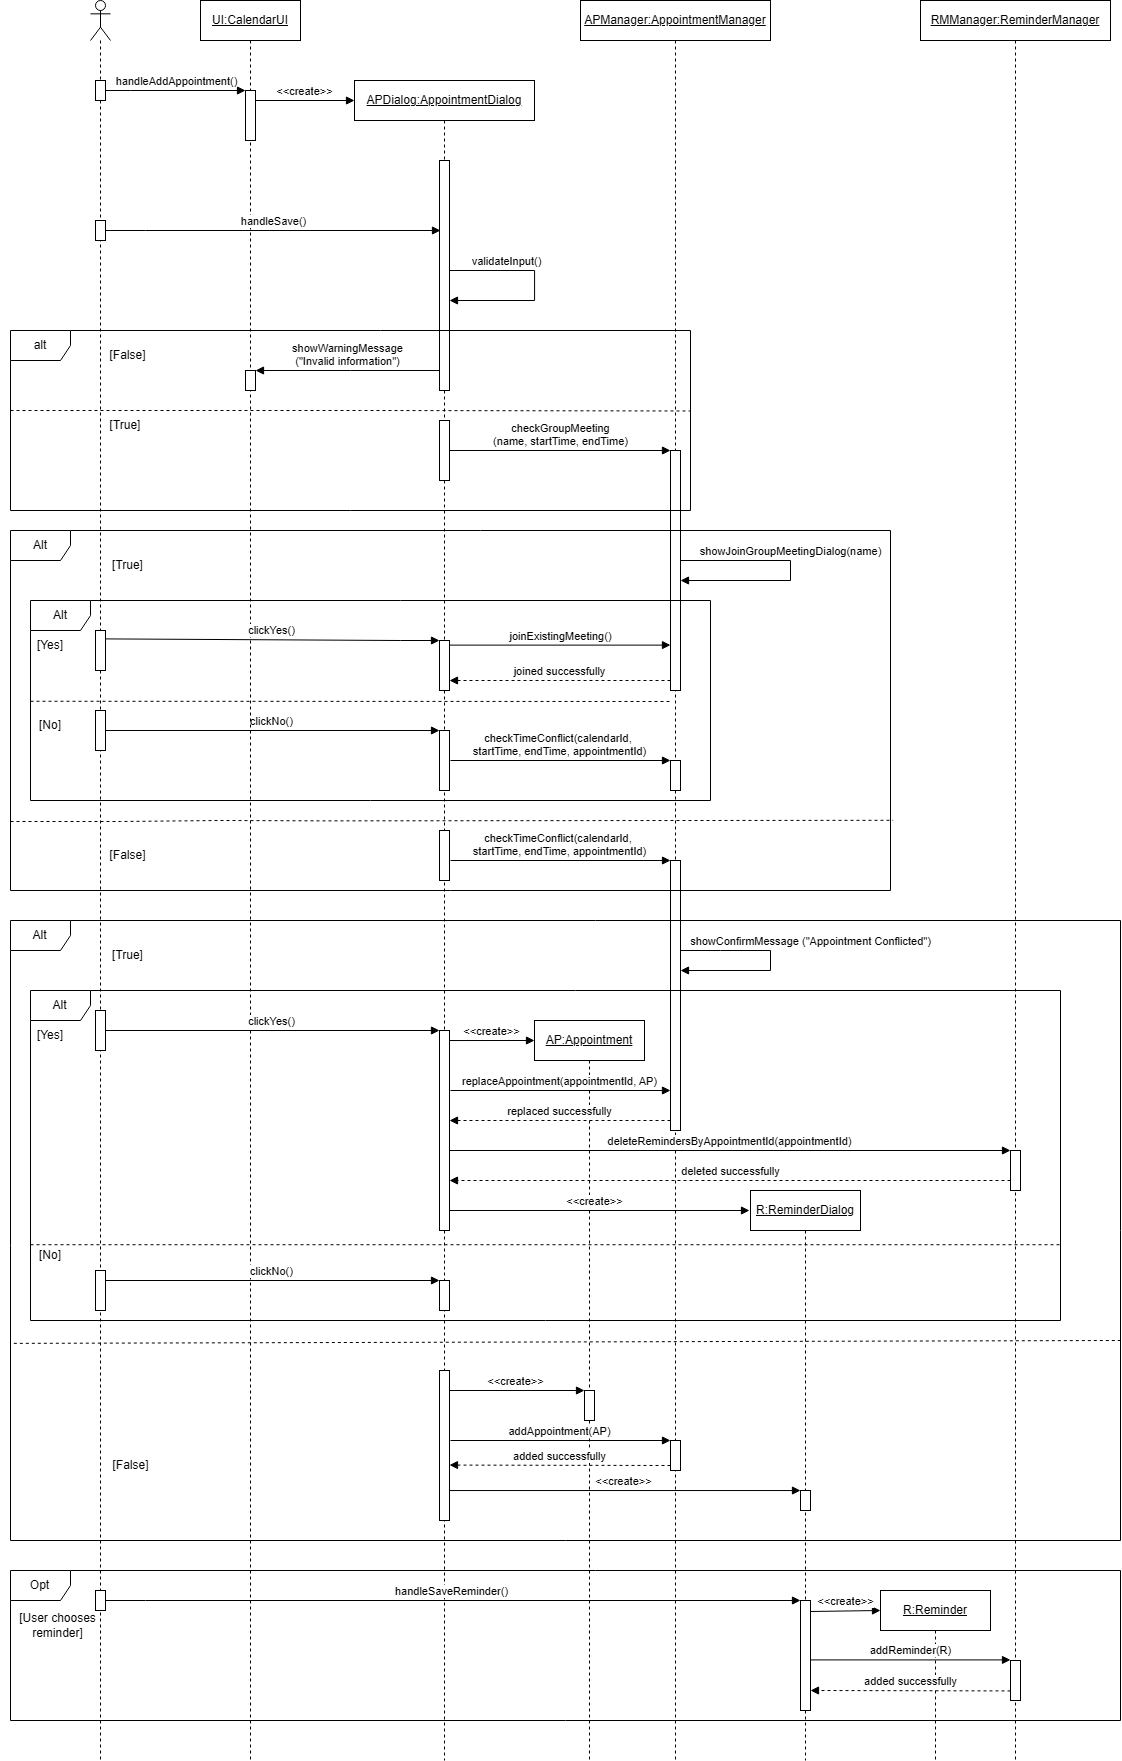 UI:CalendarUI
APManager:AppointmentManager
RMManager:ReminderManager
handleAddAppointment()
<<create>>
APDialog:AppointmentDialog
handleSave()
validateInput()
alt
[False]
showWarningMessage
("Invalid information")
[True]
checkGroupMeeting
(name, startTime, endTime)
Alt
[True]
showJoinGroupMeetingDialog(name)
Alt
[Yes]
clickYes()
joinExistingMeeting()
joined successfully
[No]
clickNo()
checkTimeConflict(calendarId,
startTime, endTime, appointmentId)
[False]
checkTimeConflict(calendarId,
startTime, endTime, appointmentId)
Alt
[True]
showConfirmMessage ("Appointment Conflicted")
Alt
[Yes]
clickYes()
<<create>>
AP:Appointment
replaceAppointment(appointmentId, AP)
replaced successfully
deleteRemindersByAppointmentId(appointmentId)
deleted successfully
<<create>>
R:ReminderDialog
[No]
clickNo()
<<create>>
addAppointment(AP)
added successfully
[False]
<<create>>
Opt
[User chooses
reminder]
handleSaveReminder()
<<create>>
R:Reminder
addReminder(R)
added successfully